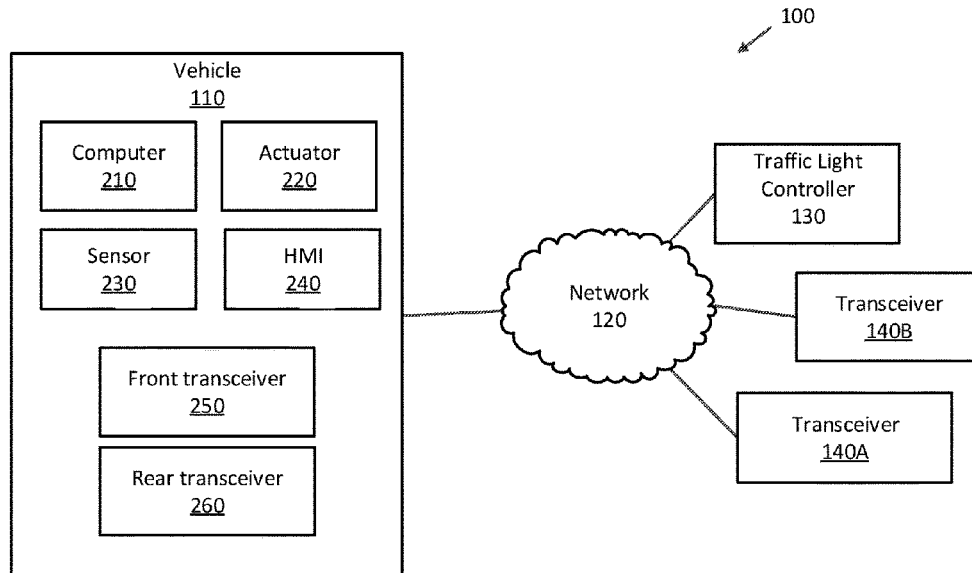 100
Vehicle
110
Computer
210
Actuator
220
Sensor
230
HMI
240
Front transceiver
250
Rear transceiver
260
Network
120
Traffic Light
Controller
130
Transceiver
140B
Transceiver
140A